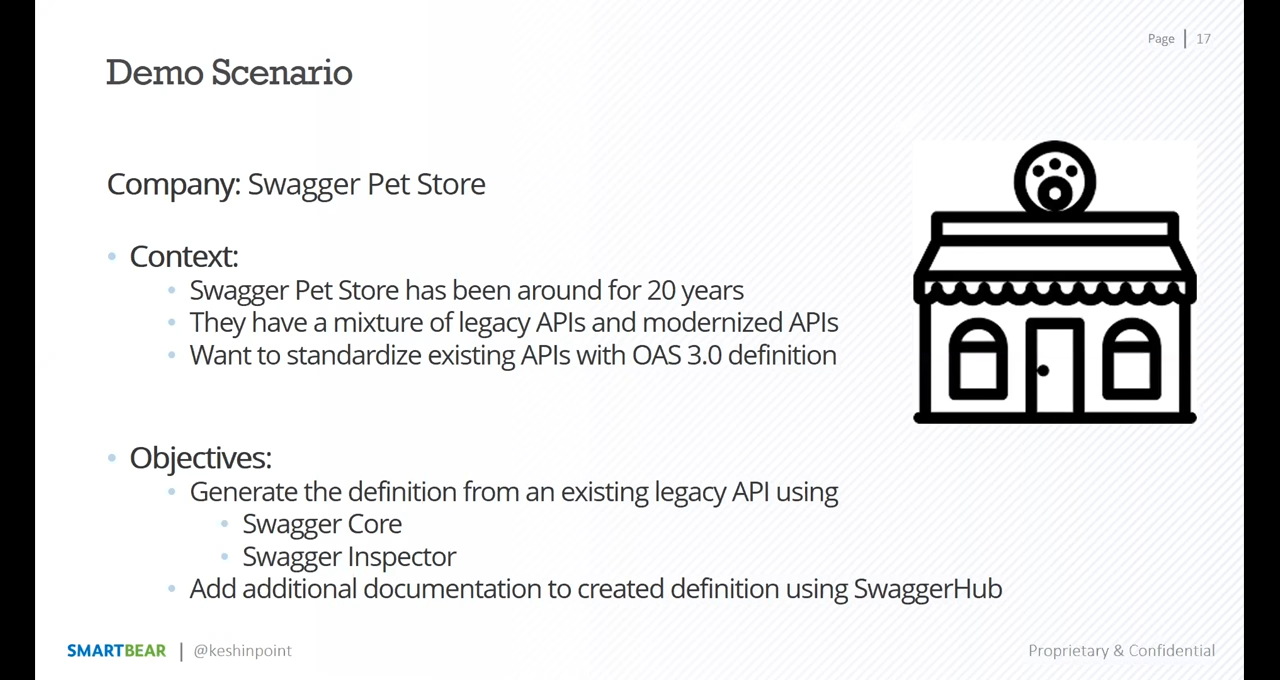 Page | 17
Demo Scenario
Company: Swagger Pet Store
• Context:
• Swagger Pet Store has been around for 20 years
• They have a mixture of legacy APIs and modernized APIs
• Want to standardize existing APIs with OAS 3.0 definition
• Objectives:
• Generate the definition from an existing legacy API using
• Swagger Core
• Swagger Inspector
• Add additional documentation to created definition using SwaggerHub
SMARTBEAR | @keshinpoint
Proprietary & Confidential